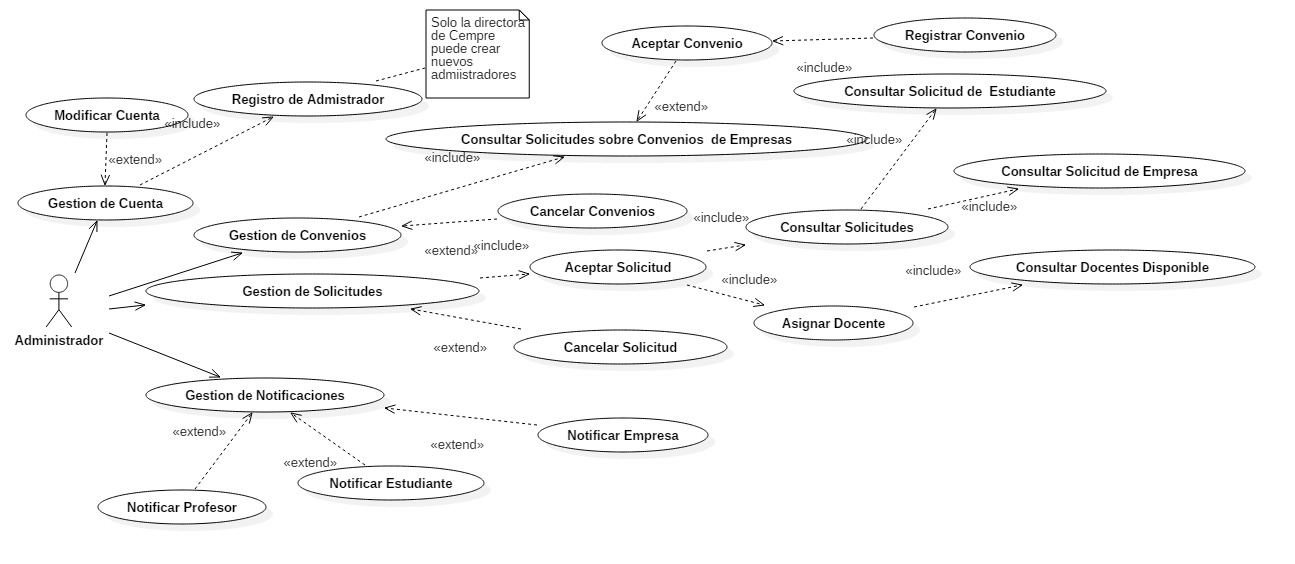 Solo la directora
de Cempre
puede crear
nuevos
admiistradores
Aceptar Convenio
Registrar Convenio
«include»
Consultar Solicitud de  Estudiante
Registro de Admistrador
Modificar Cuenta
«include»
«extend»
Consultar Solicitudes sobre Convenios  de Empresas
«include»
«include»
«extend»
Consultar Solicitud de Empresa
«include»
Gestion de Cuenta
Cancelar Convenios
«include»
Consultar Solicitudes
Gestion de Convenios
«extend»
«include»
Aceptar Solicitud
«include»
«include»
Consultar Docentes Disponible
Gestion de Solicitudes
Asignar Docente
Administrador
«extend»
Cancelar Solicitud
Gestion de Notificaciones
«extend»
«extend»
Notificar Empresa
«extend»
Notificar Estudiante
Notificar Profesor